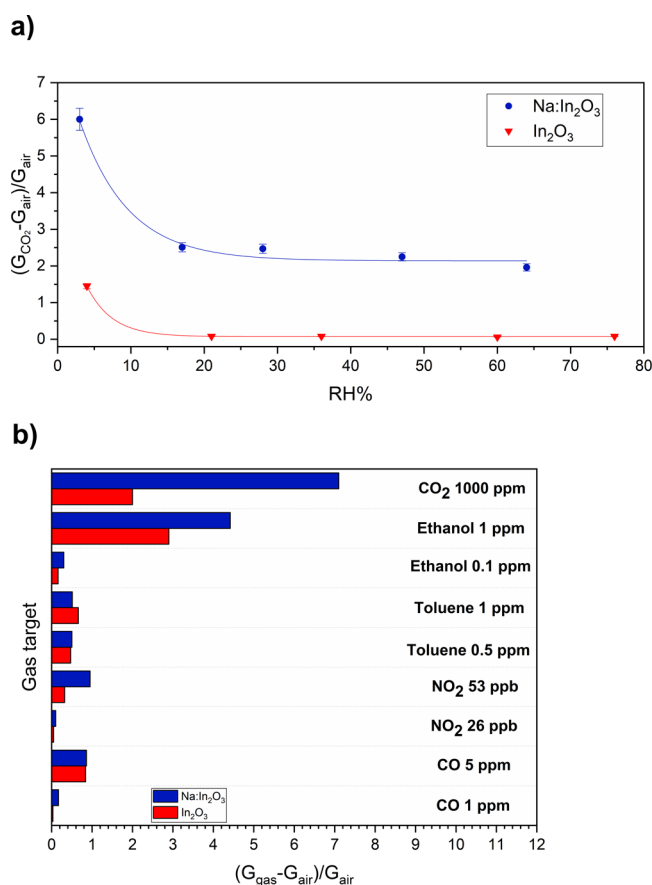 a)
7
6
5
4
3
2
1
0
(G_CO₂-G_air)/G_air
Na:In₂O₃
In₂O₃
0 10 20 30 40 50 60 70 80
RH%
b)
CO₂ 1000 ppm
Ethanol 1 ppm
Ethanol 0.1 ppm
Toluene 1 ppm
Toluene 0.5 ppm
NO₂ 53 ppb
NO₂ 26 ppb
CO 5 ppm
CO 1 ppm
Gas target
Na:In₂O₃
In₂O₃
0 1 2 3 4 5 6 7 8 9 10 11 12
(G_gas-G_air)/G_air